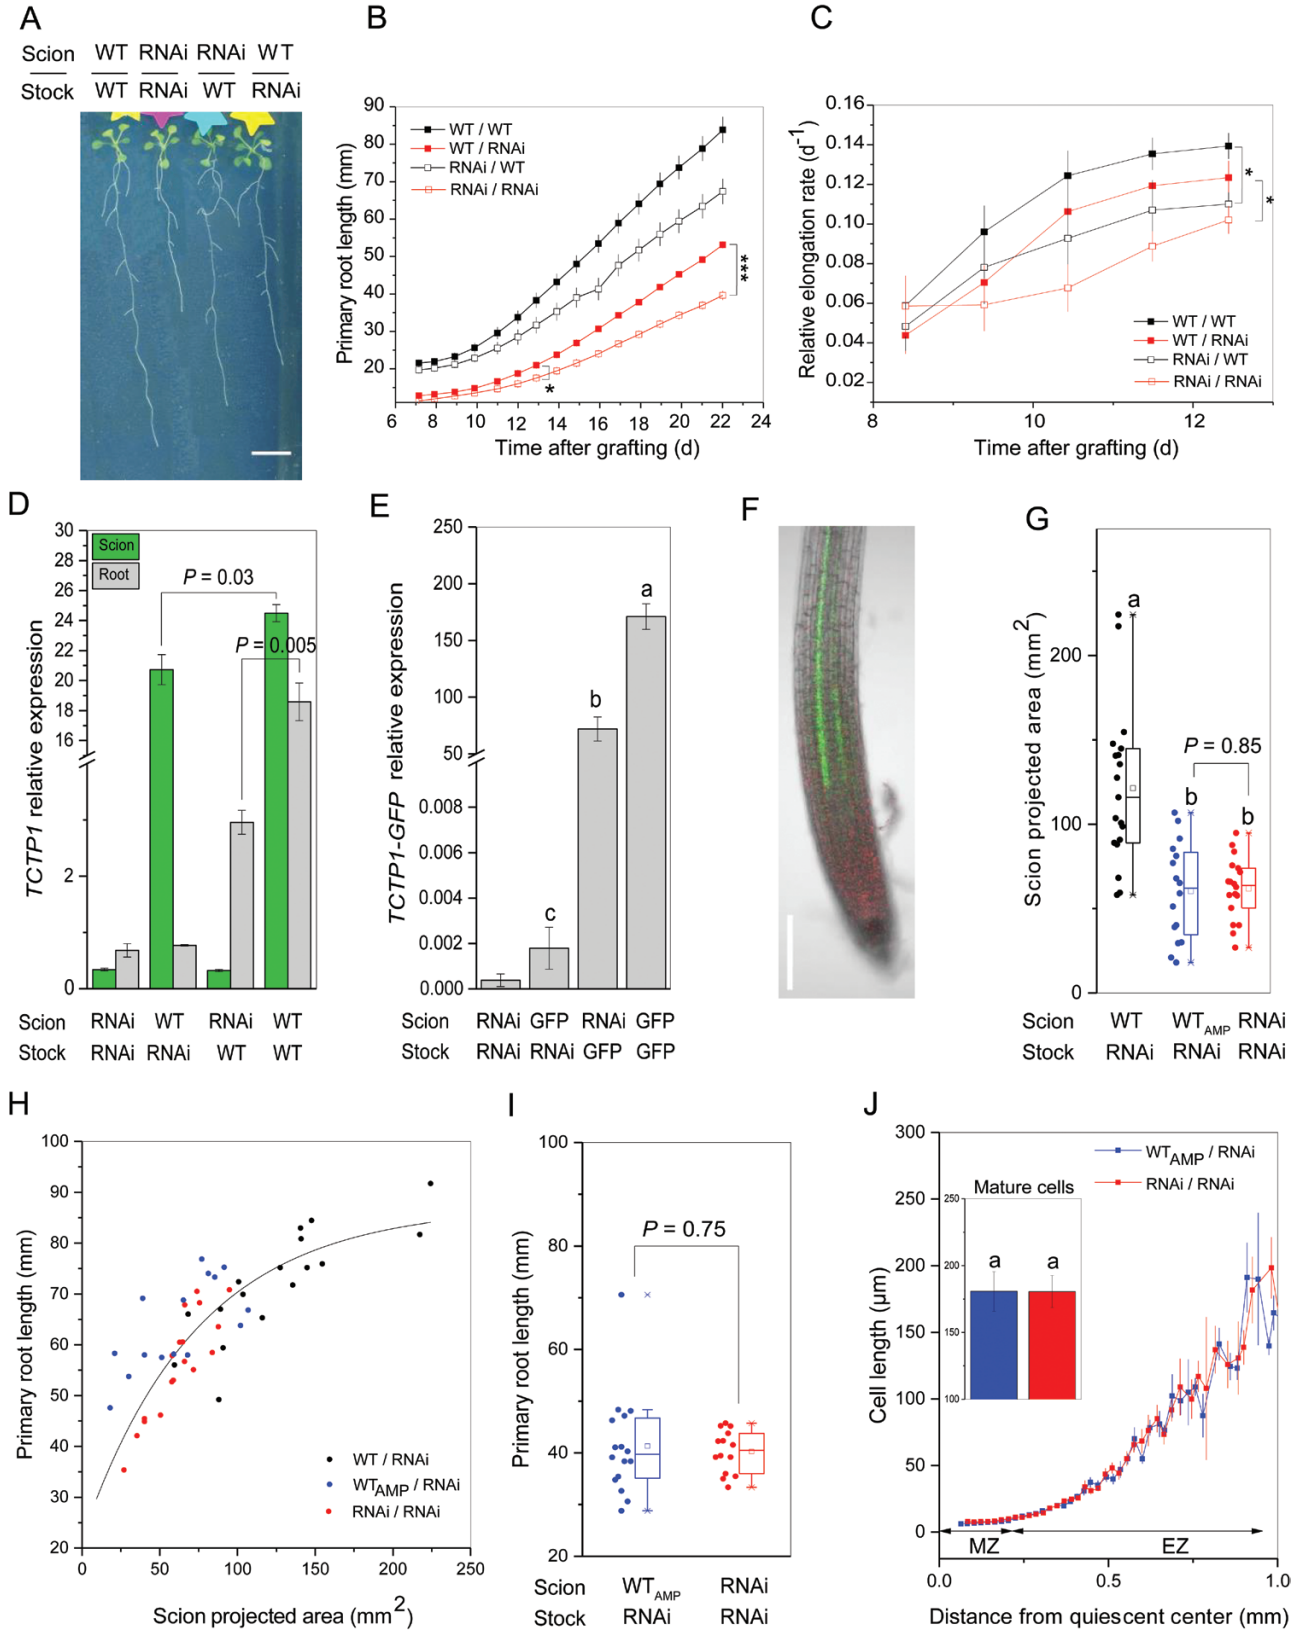 A
Scion WT RNAi RNAi WT
Stock WT RNAi WT RNAi
B
Primary root length (mm)
90
80
70
60
50
40
30
20
WT / WT
WT / RNAi
RNAi / WT
RNAi / RNAi
***
*
6 8 10 12 14 16 18 20 22 24
Time after grafting (d)
C
Relative elongation rate (d-1)
0.16
0.14
0.12
0.10
0.08
0.06
0.04
0.02
*
*
WT / WT
WT / RNAi
RNAi / WT
RNAi / RNAi
8 10 12
Time after grafting (d)
D
TCTP1 relative expression
30
28
26
24
22
20
18
16
2
0
Scion
Root
P = 0.03
P = 0.005
Scion RNAi WT RNAi WT
Stock RNAi RNAi WT WT
E
TCTP1-GFP relative expression
250
200
150
100
50
0.008
0.006
0.004
0.002
0.000
c
b
a
Scion RNAi GFP RNAi GFP
Stock RNAi RNAi GFP GFP
F
G
Scion projected area (mm2)
200
100
0
a
P = 0.85
b b
Scion WT WTAMP RNAi
Stock RNAi RNAi RNAi
H
Primary root length (mm)
100
90
80
70
60
50
40
30
20
WT / RNAi
WTAMP / RNAi
RNAi / RNAi
0 50 100 150 200 250
Scion projected area (mm2)
I
Primary root length (mm)
100
80
60
40
20
P = 0.75
Scion WTAMP RNAi
Stock RNAi RNAi
J
Cell length (µm)
300
250
200
150
100
50
0
WTAMP / RNAi
RNAi / RNAi
Mature cells
250
200
150
100
a a
MZ EZ
0.0 0.5 1.0
Distance from quiescent center (mm)